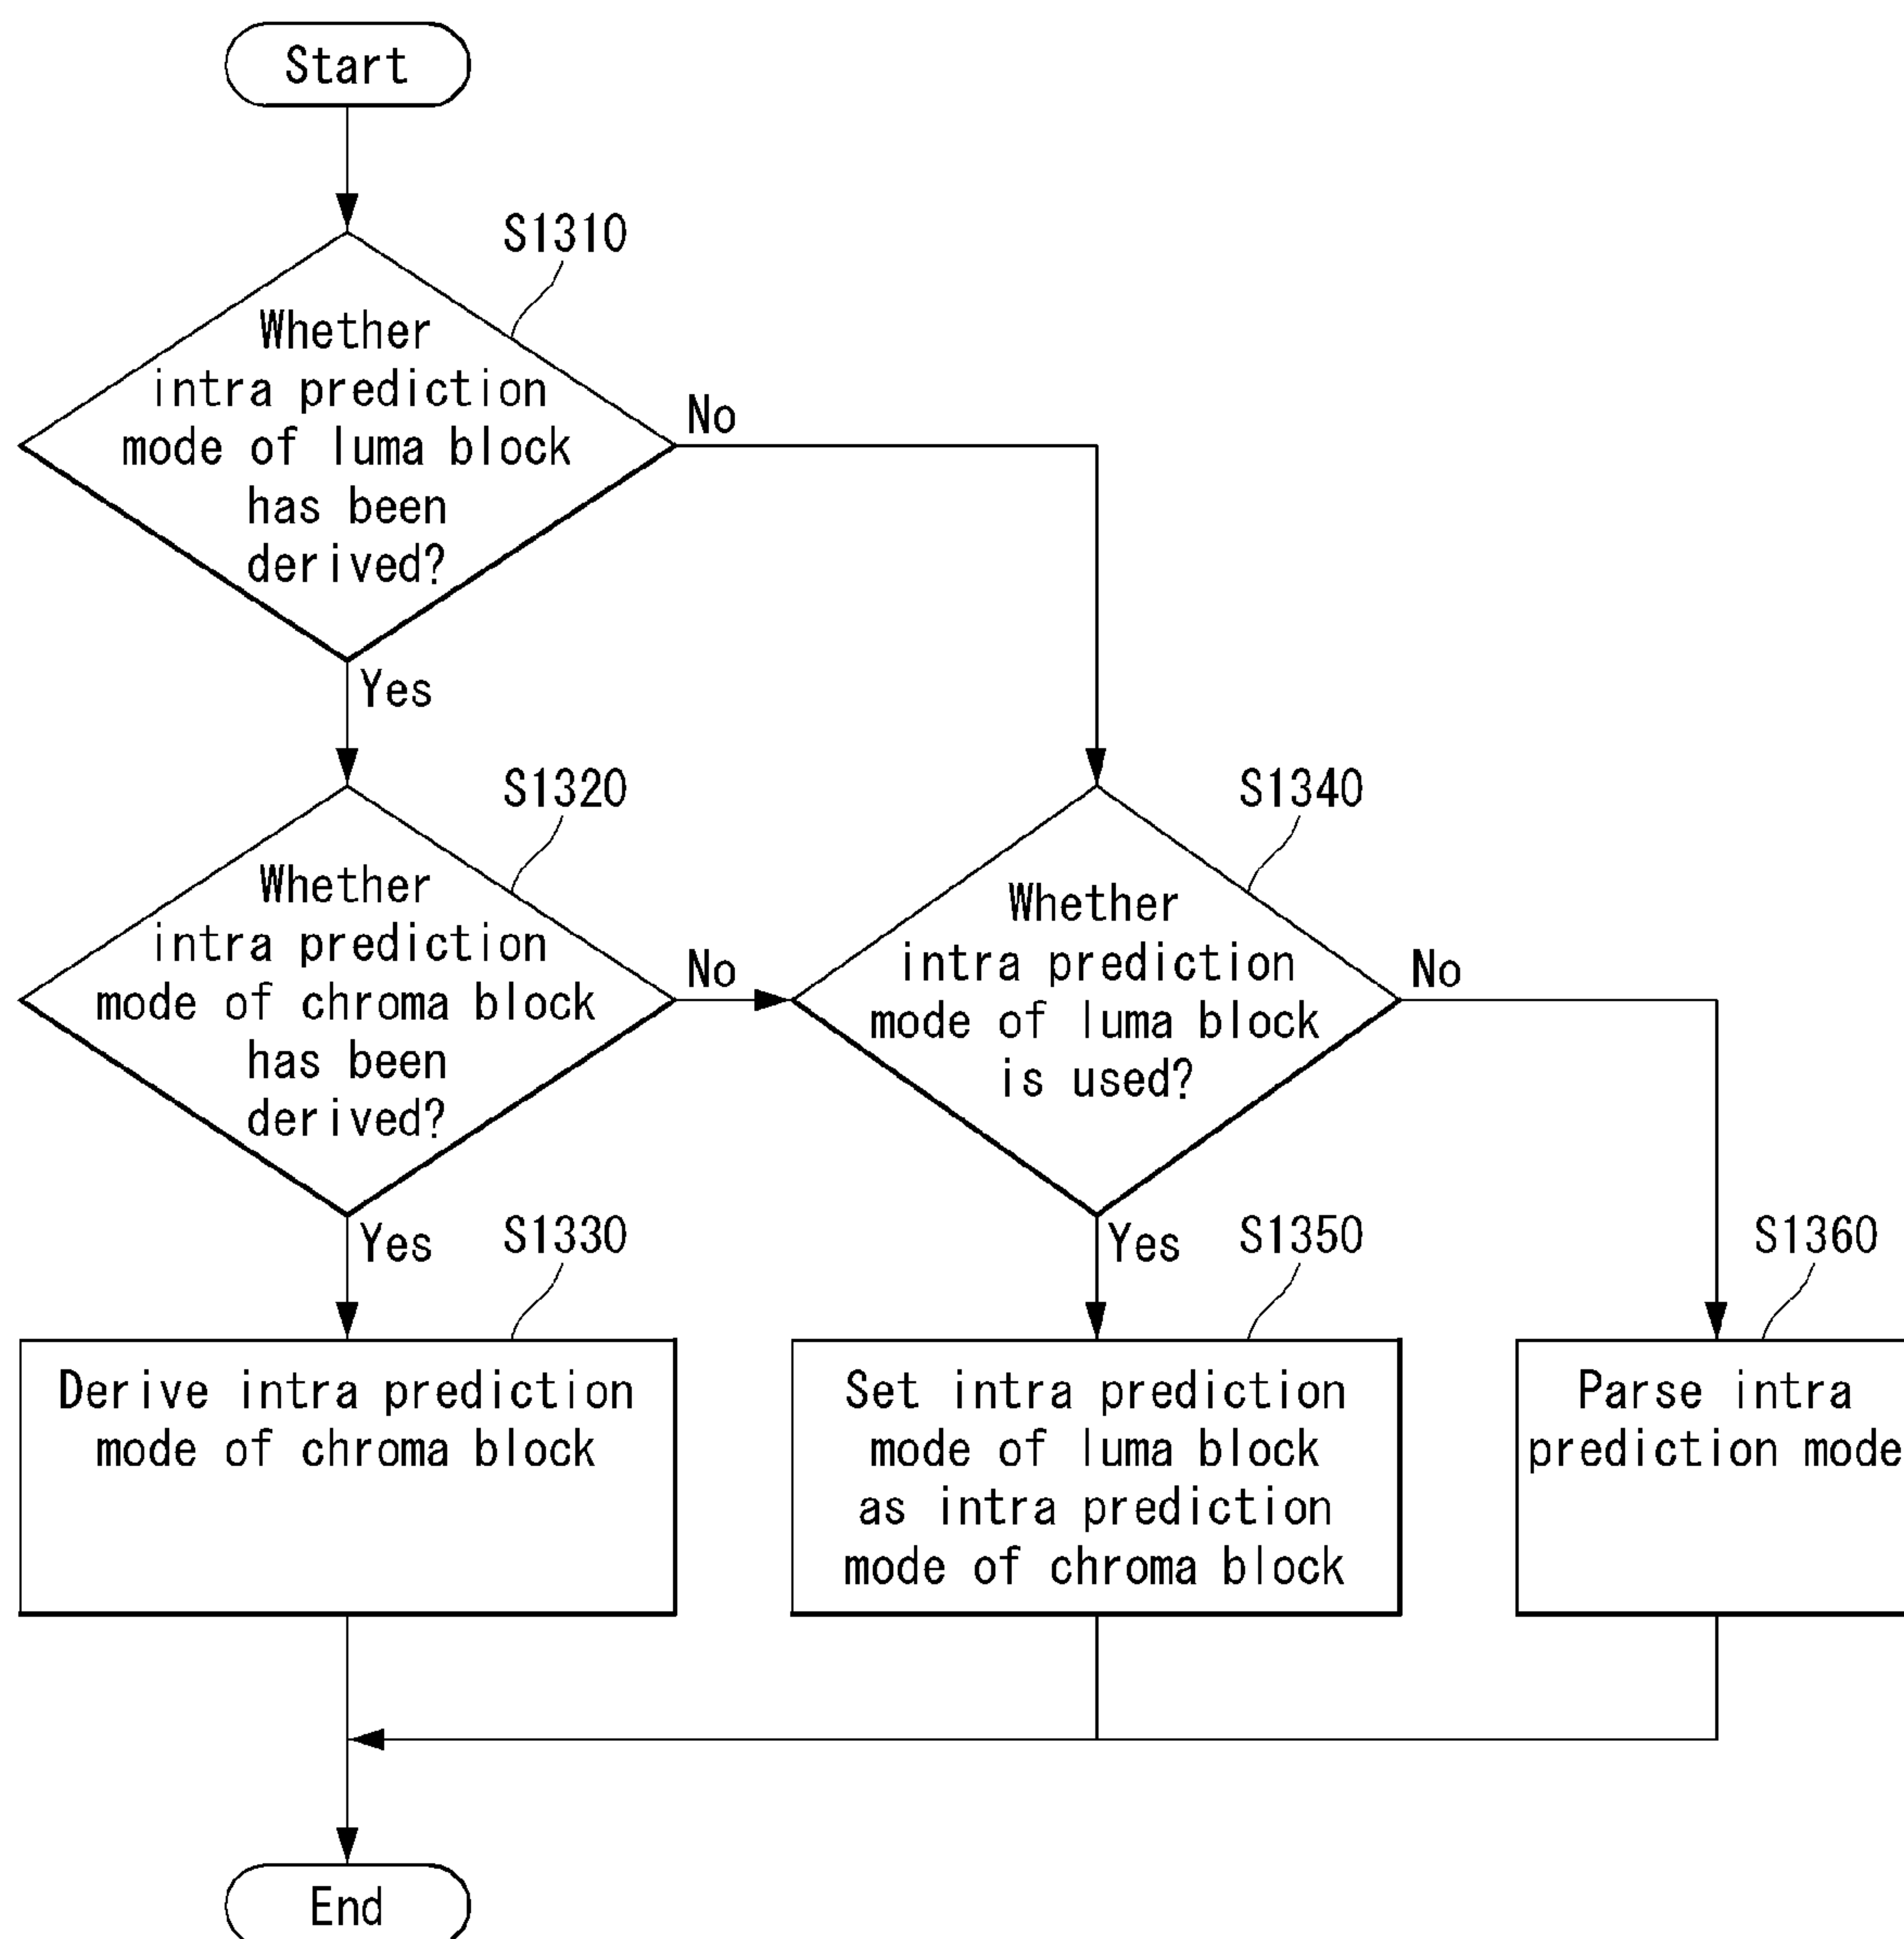 Start
S1310
Whether
intra prediction
mode of luma block
has been
derived?
No
Yes
S1320
Whether
intra prediction
mode of chroma block
has been
derived?
No
S1340
Whether
intra prediction
mode of luma block
is used?
No
Yes
S1330
Yes
S1350
S1360
Derive intra prediction
mode of chroma block
Set intra prediction
mode of luma block
as intra prediction
mode of chroma block
Parse intra
prediction mode
End